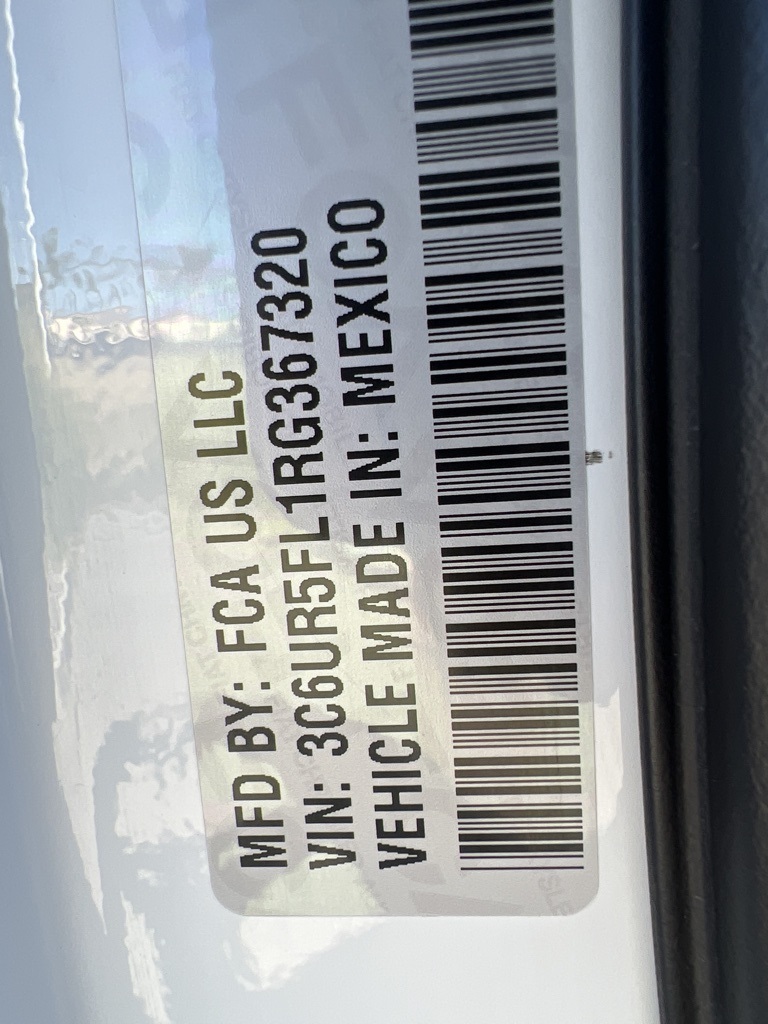 MFD BY: FCA US LLC
VIN: 3C6UR5FL1RG367320
VEHICLE MADE IN: MEXICO